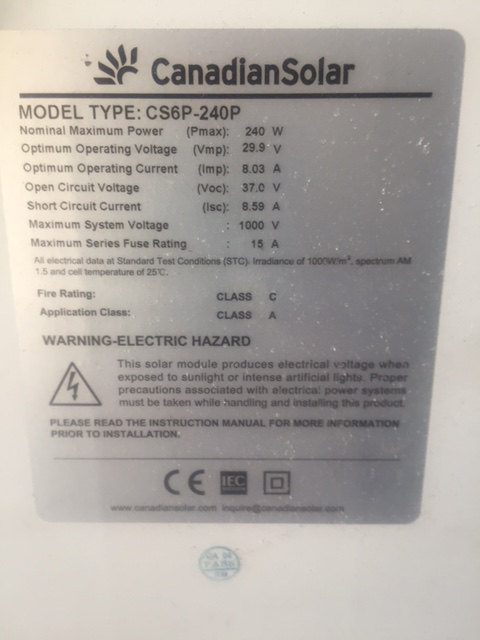 CanadianSolar
MODEL TYPE: CS6P-240P
Nominal Maximum Power (Pmax): 240 W
Optimum Operating Voltage (Vmp): 29.9 V
Optimum Operating Current (Imp): 8.03 A
Open Circuit Voltage (Voc): 37.0 V
Short Circuit Current (Isc): 8.59 A
Maximum System Voltage : 1000 V
Maximum Series Fuse Rating : 15 A
All electrical data at Standard Test Conditions (STC): Irradiance of 1000W/m², spectrum AM
1.5 and cell temperature of 25℃.
Fire Rating: CLASS C
Application Class: CLASS A
WARNING-ELECTRIC HAZARD
This solar module produces electrical voltage when
exposed to sunlight or intense artificial lights. Proper
precautions associated with electrical power systems
must be taken while handling and installing this product.
PLEASE READ THE INSTRUCTION MANUAL FOR MORE INFORMATION
PRIOR TO INSTALLATION.
CE IEC
www.canadiansolar.com inquire@canadiansolar.com